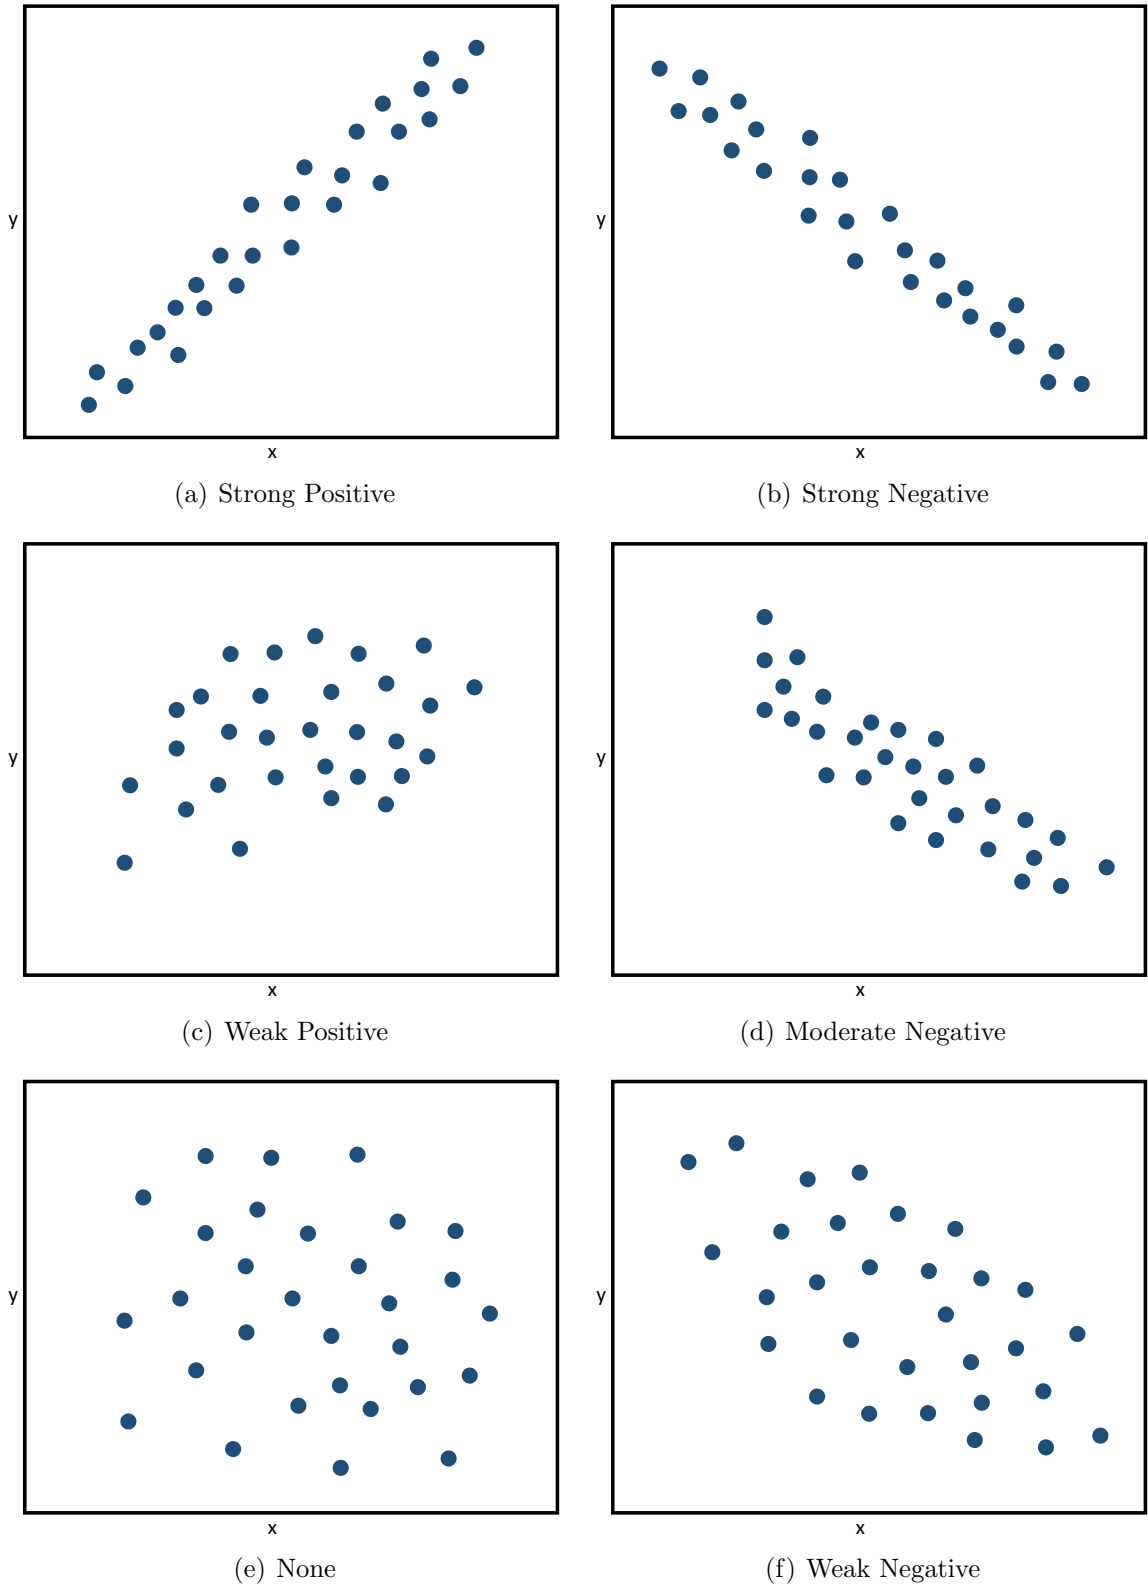 y
y
x
x
(a) Strong Positive
(b) Strong Negative
y
y
x
x
(c) Weak Positive
(d) Moderate Negative
y
y
x
x
(e) None
(f) Weak Negative